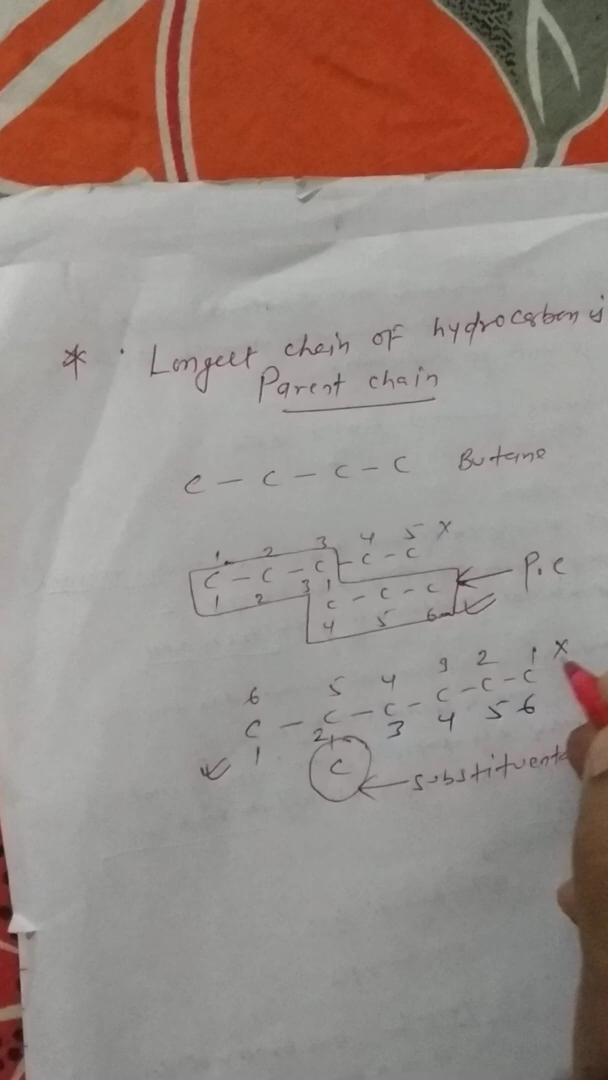 * . Longest chain of hydrocarbon is
Parent chain
C - C - C - C Butane
1 2 3 4 5 X
C - C - C - C - C
1 2 3
C - C - C
4 5 6
P.C
6 5 4 3 2 1 X
C - C - C - C - C - C
1 2 3 4 5 6
C
substituent